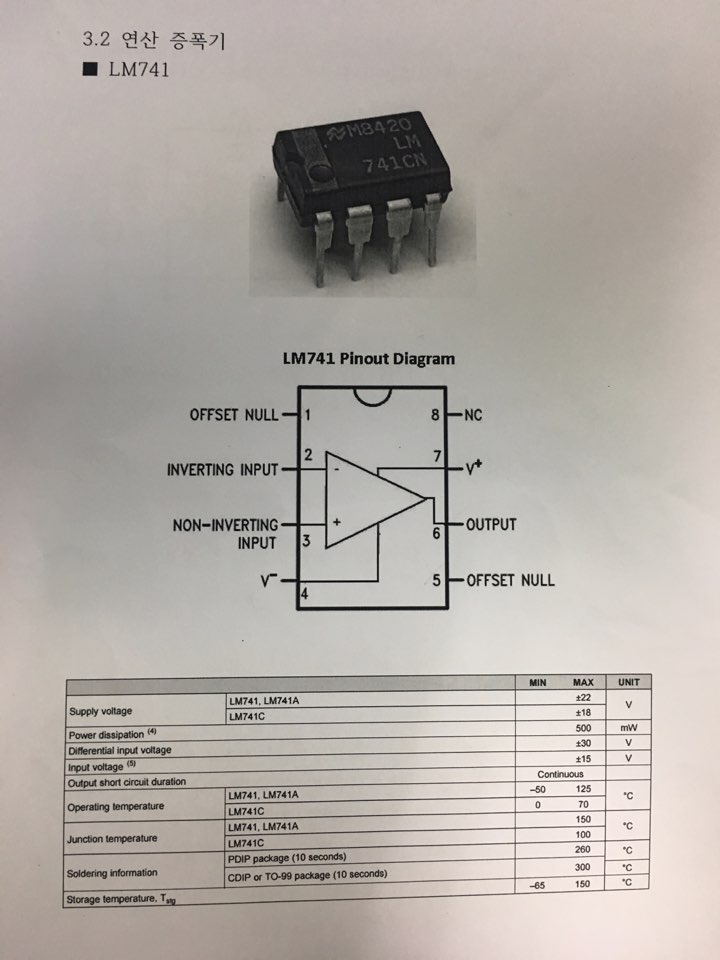 3.2 연산 증폭기
■ LM741
M8420
LM
741CN
LM741 Pinout Diagram
OFFSET NULL 1 8 NC
INVERTING INPUT 2 - 7 V+
NON-INVERTING INPUT 3 + 6 OUTPUT
V− 4 5 OFFSET NULL
MIN MAX UNIT
Supply voltage LM741, LM741A ±22 V
LM741C ±18
Power dissipation (4) 500 mW
Differential input voltage ±30 V
Input voltage (5) ±15 V
Output short circuit duration Continuous
Operating temperature LM741, LM741A –50 125 °C
LM741C 0 70
Junction temperature LM741, LM741A 150 °C
LM741C 100
Soldering information PDIP package (10 seconds) 260 °C
CDIP or TO-99 package (10 seconds) 300 °C
Storage temperature, Tstg –65 150 °C